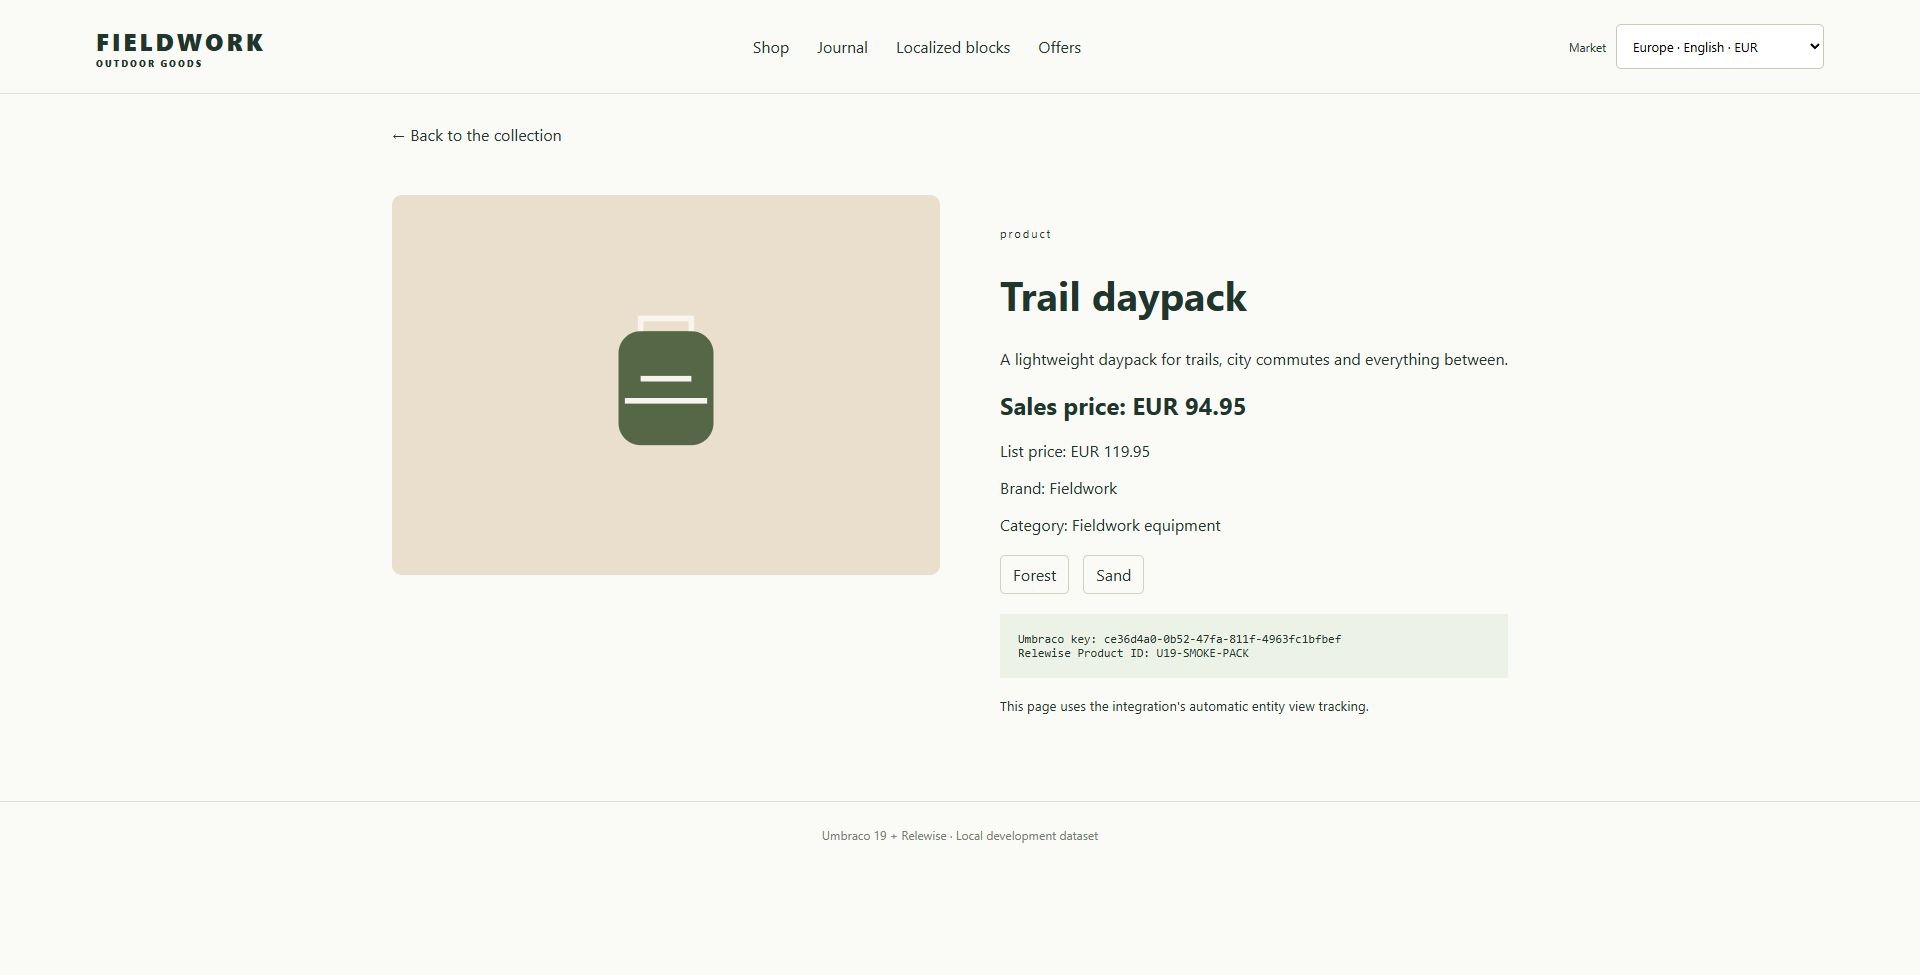 FIELDWORK
OUTDOOR GOODS
Shop
Journal
Localized blocks
Offers
Market
Europe · English · EUR
← Back to the collection
product
Trail daypack
A lightweight daypack for trails, city commutes and everything between.
Sales price: EUR 94.95
List price: EUR 119.95
Brand: Fieldwork
Category: Fieldwork equipment
Forest
Sand
Umbraco key: ce36d4a0-0b52-47fa-811f-4963fc1bfbef
Relewise Product ID: U19-SMOKE-PACK
This page uses the integration's automatic entity view tracking.
Umbraco 19 + Relewise · Local development dataset